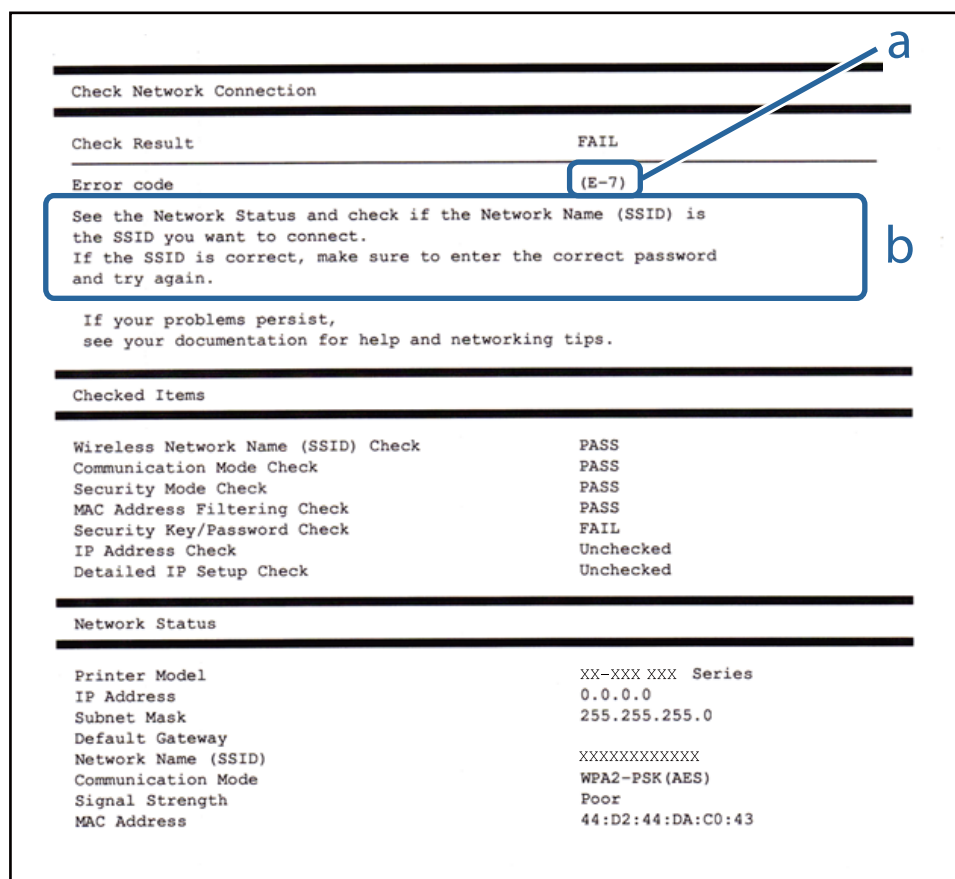 a
Check Network Connection
Check Result FAIL
Error code (E-7)
See the Network Status and check if the Network Name (SSID) is
the SSID you want to connect.
If the SSID is correct, make sure to enter the correct password
and try again.
b
If your problems persist,
see your documentation for help and networking tips.
Checked Items
Wireless Network Name (SSID) Check PASS
Communication Mode Check PASS
Security Mode Check PASS
MAC Address Filtering Check PASS
Security Key/Password Check FAIL
IP Address Check Unchecked
Detailed IP Setup Check Unchecked
Network Status
Printer Model XX-XXX XXX Series
IP Address 0.0.0.0
Subnet Mask 255.255.255.0
Default Gateway
Network Name (SSID) XXXXXXXXXXXX
Communication Mode WPA2-PSK(AES)
Signal Strength Poor
MAC Address 44:D2:44:DA:C0:43